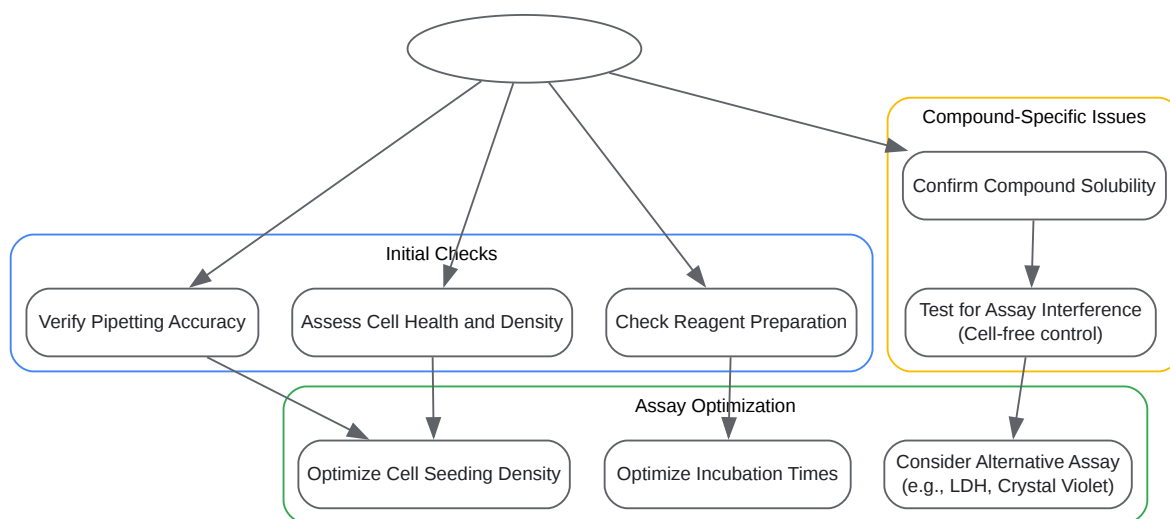 Compound-Specific Issues
Confirm Compound Solubility
Initial Checks
Verify Pipetting Accuracy
Assess Cell Health and Density
Check Reagent Preparation
Test for Assay Interference
(Cell-free control)
Assay Optimization
Optimize Cell Seeding Density
Optimize Incubation Times
Consider Alternative Assay
(e.g., LDH, Crystal Violet)